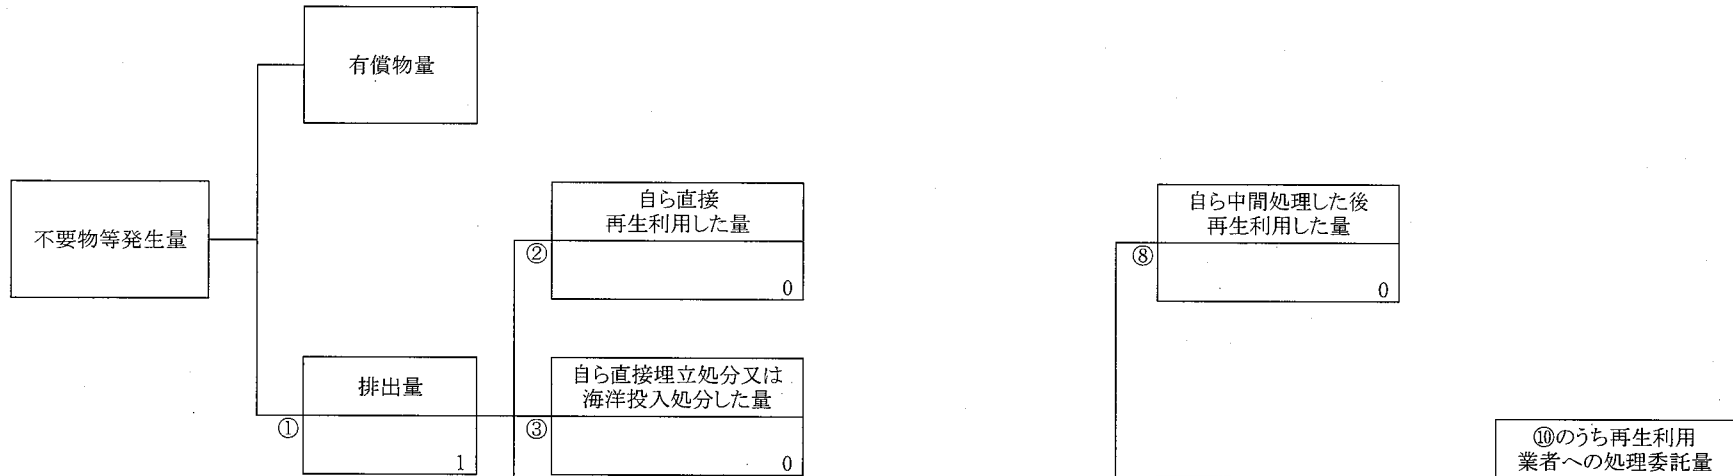 有償物量
不要物等発生量
自ら直接
再生利用した量
②
0
自ら中間処理した後
再生利用した量
⑧
0
排出量
①
1
自ら直接埋立処分又は
海洋投入処分した量
③
0
⑩のうち再生利用
業者への処理委託量